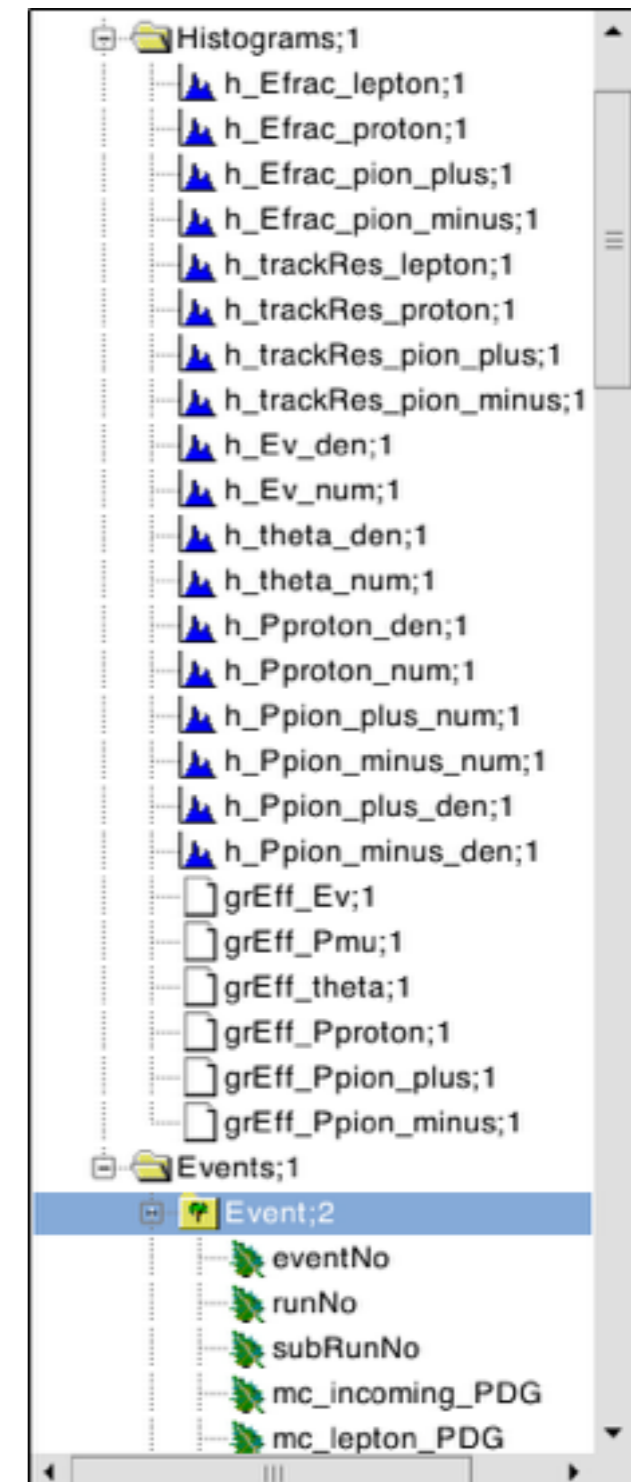 Histograms;1
h_Efrac_lepton;1
h_Efrac_proton;1
h_Efrac_pion_plus;1
h_Efrac_pion_minus;1
h_trackRes_lepton;1
h_trackRes_proton;1
h_trackRes_pion_plus;1
h_trackRes_pion_minus;1
h_Ev_den;1
h_Ev_num;1
h_theta_den;1
h_theta_num;1
h_Pproton_den;1
h_Pproton_num;1
h_Ppion_plus_num;1
h_Ppion_minus_num;1
h_Ppion_plus_den;1
h_Ppion_minus_den;1
grEff_Ev;1
grEff_Pmu;1
grEff_theta;1
grEff_Pproton;1
grEff_Ppion_plus;1
grEff_Ppion_minus;1
Events;1
Event;2
eventNo
runNo
subRunNo
mc_incoming_PDG
mc_lepton_PDG